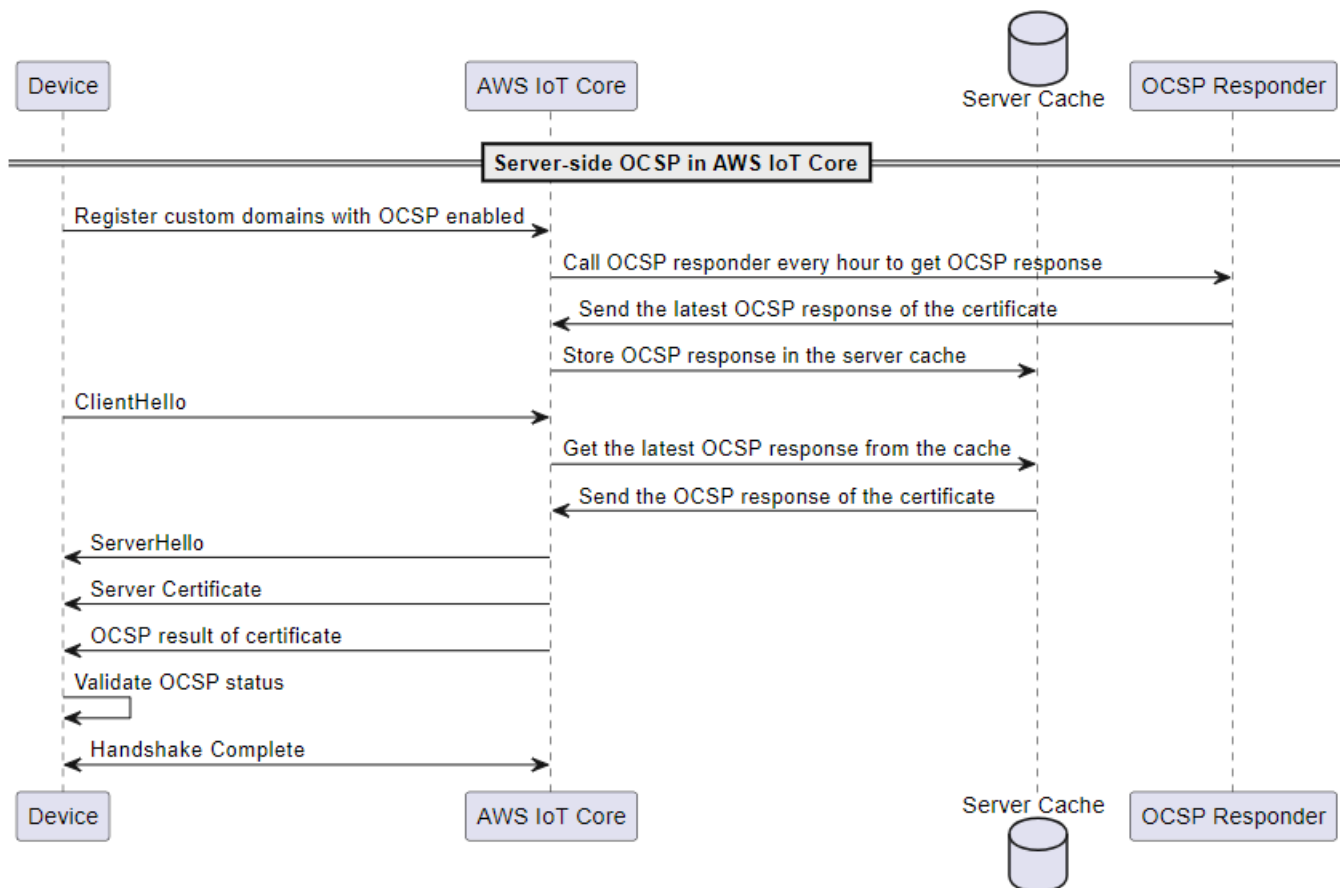 Device
AWS IoT Core
Server Cache
OCSP Responder
Server-side OCSP in AWS IoT Core
Register custom domains with OCSP enabled
Call OCSP responder every hour to get OCSP response
Send the latest OCSP response of the certificate
Store OCSP response in the server cache
ClientHello
Get the latest OCSP response from the cache
Send the OCSP response of the certificate
ServerHello
Server Certificate
OCSP result of certificate
Validate OCSP status
Handshake Complete
Device
AWS IoT Core
Server Cache
OCSP Responder